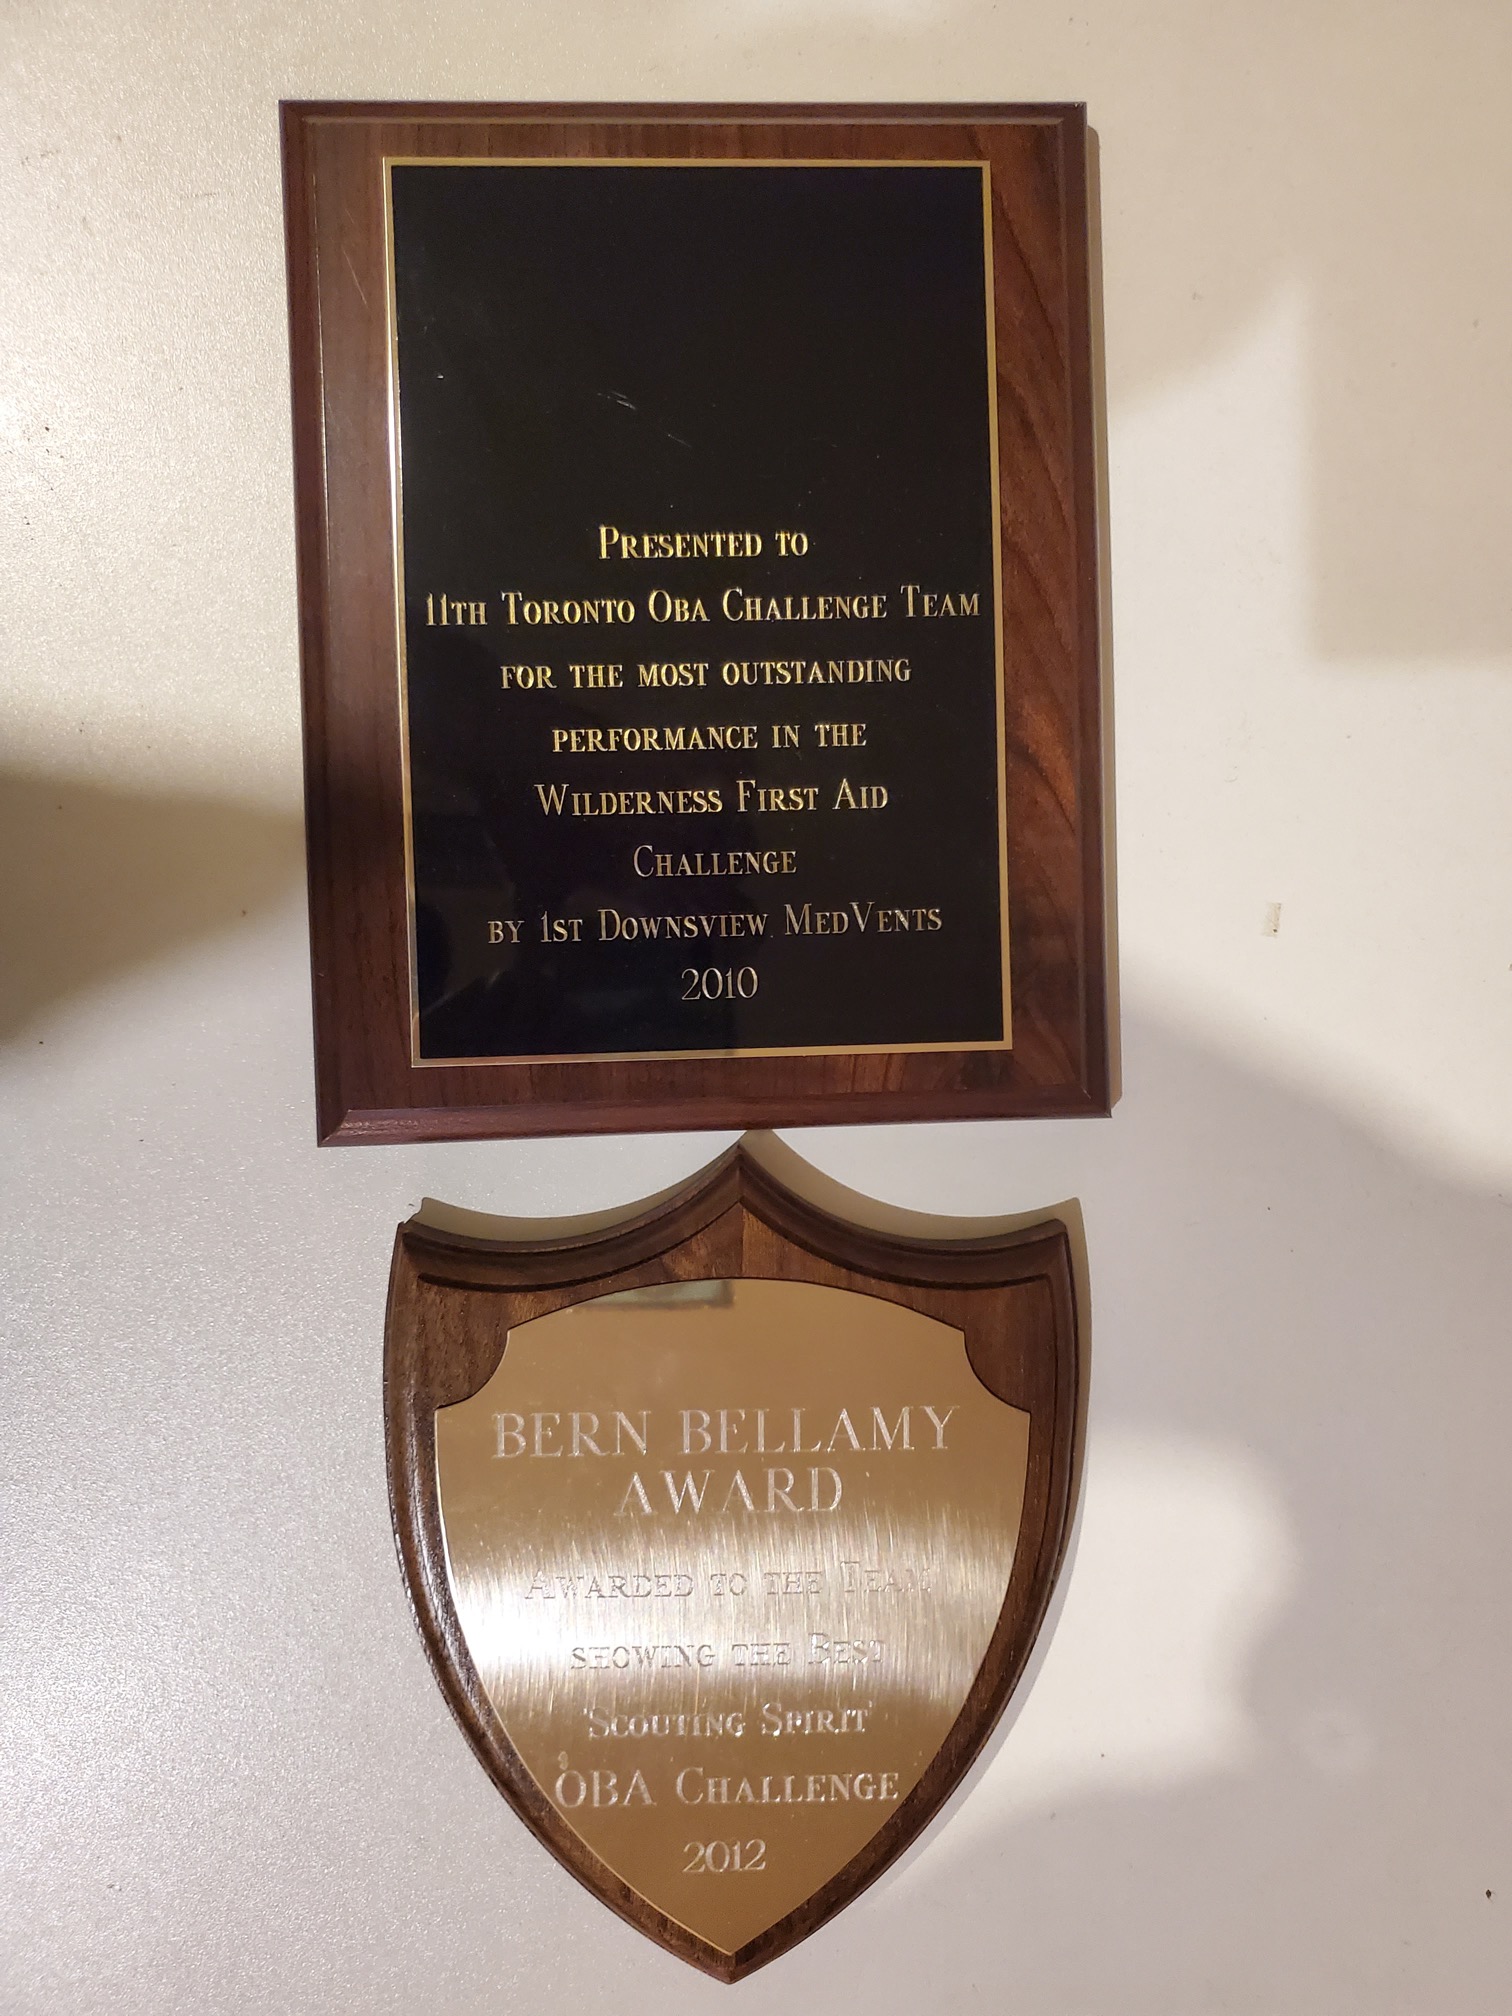 Presented to
11th Toronto Oba Challenge Team
for the most outstanding
performance in the
Wilderness First Aid
Challenge
by 1st Downsview MedVents
2010
BERN BELLAMY
AWARD
Awarded to the Team
showing the Best
'Scouting Spirit'
OBA Challenge
2012